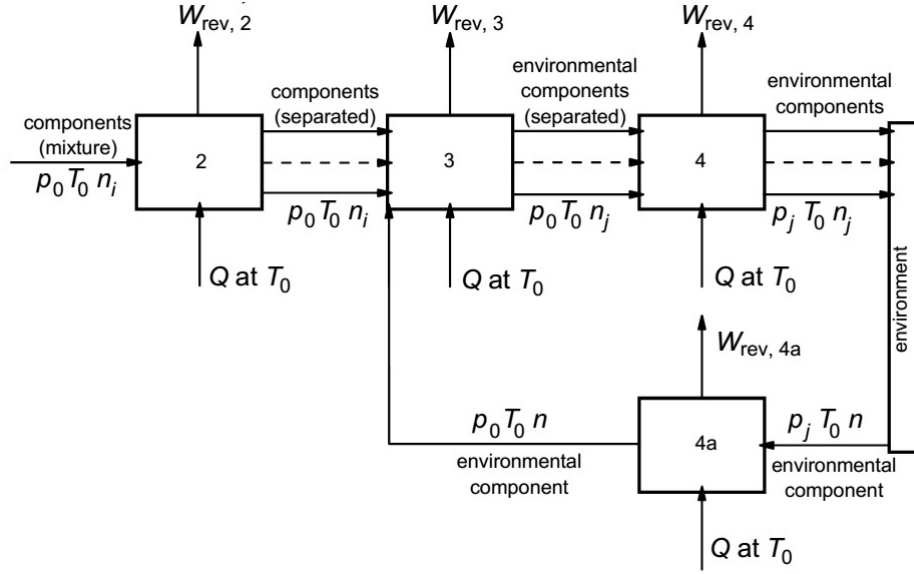 W_rev, 2
W_rev, 3
W_rev, 4
components
(mixture)
p_0 T_0 n_i
2
components
(separated)
p_0 T_0 n_i
3
environmental
components
(separated)
p_0 T_0 n_j
4
environmental
components
p_j T_0 n_j
Q at T_0
Q at T_0
Q at T_0
environment
W_rev, 4a
p_0 T_0 n
environmental
component
4a
p_j T_0 n
environmental
component
Q at T_0